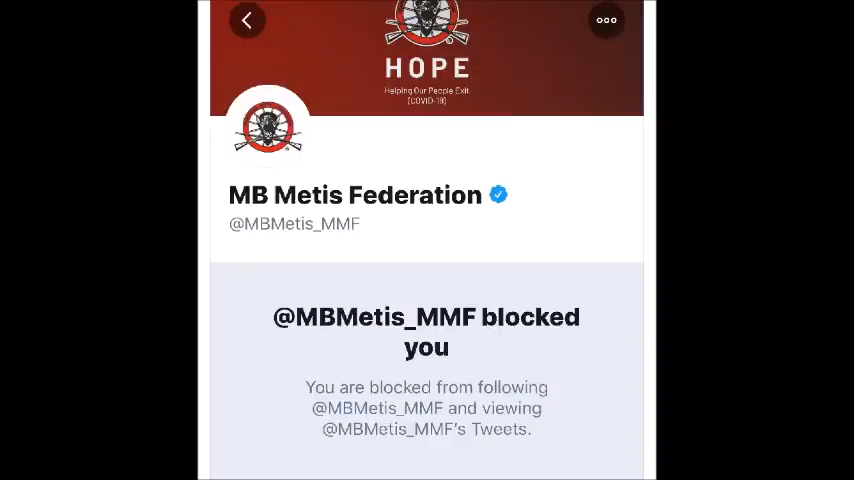 HOPE
Helping Our People Exit
(COVID-19)
MB Metis Federation
@MBMetis_MMF
@MBMetis_MMF blocked
you
You are blocked from following
@MBMetis_MMF and viewing
@MBMetis_MMF's Tweets.